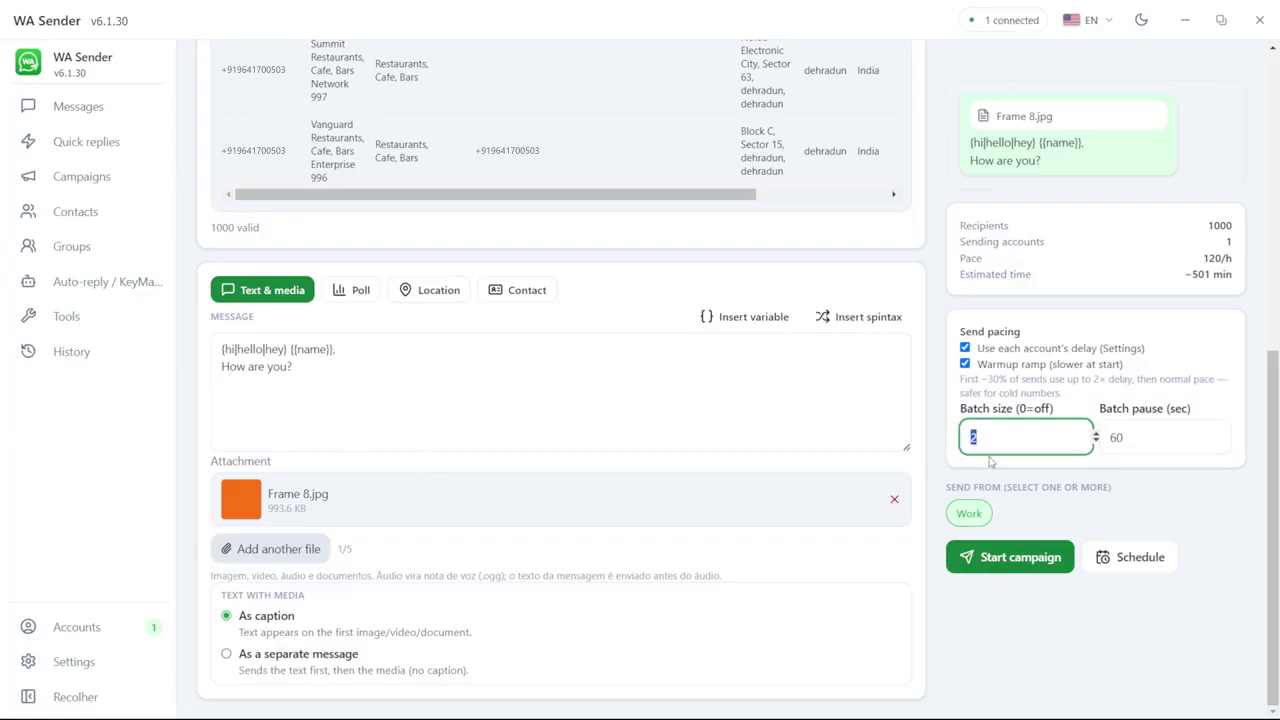 WA Sender v6.1.30
1 connected
EN
WA Sender
v6.1.30
Messages
Quick replies
Campaigns
Contacts
Groups
Auto-reply / KeyMa...
Tools
History
Accounts 1
Settings
Recolher
+919641700503
Summit
Restaurants,
Cafe, Bars
Network
997
Restaurants,
Cafe, Bars
Electronic
City, Sector
63,
dehradun,
dehradun
dehradun
India
+919641700503
Vanguard
Restaurants,
Cafe, Bars
Enterprise
996
Restaurants,
Cafe, Bars
+919641700503
Block C,
Sector 15,
dehradun,
dehradun
dehradun
India
1000 valid
Text & media
Poll
Location
Contact
MESSAGE
{} Insert variable
Insert spintax
{hi|hello|hey} {{name}},
How are you?
Attachment
Frame 8.jpg
993.6 KB
Add another file
1/5
Imagem, vídeo, áudio e documentos. Áudio vira nota de voz (.ogg); o texto da mensagem é enviado antes do áudio.
TEXT WITH MEDIA
As caption
Text appears on the first image/video/document.
As a separate message
Sends the text first, then the media (no caption).
Frame 8.jpg
{hi|hello|hey} {{name}},
How are you?
Recipients 1000
Sending accounts 1
Pace 120/h
Estimated time ~501 min
Send pacing
Use each account's delay (Settings)
Warmup ramp (slower at start)
First ~30% of sends use up to 2× delay, then normal pace —
safer for cold numbers.
Batch size (0=off) Batch pause (sec)
2 60
SEND FROM (SELECT ONE OR MORE)
Work
Start campaign
Schedule